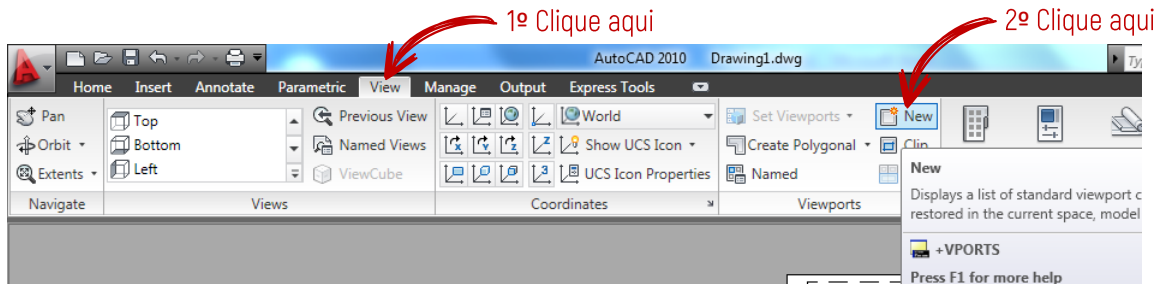 1º Clique aqui
2º Clique aqui
AutoCAD 2010 Drawing1.dwg
Home Insert Annotate Parametric View Manage Output Express Tools
Pan
Orbit
Extents
Navigate
Top
Bottom
Left
Previous View
Named Views
ViewCube
Views
World
Show UCS Icon
UCS Icon Properties
Coordinates
Set Viewports
Create Polygonal
Named
New
Clip
Viewports
New
Displays a list of standard viewport c
restored in the current space, model
+VPORTS
Press F1 for more help